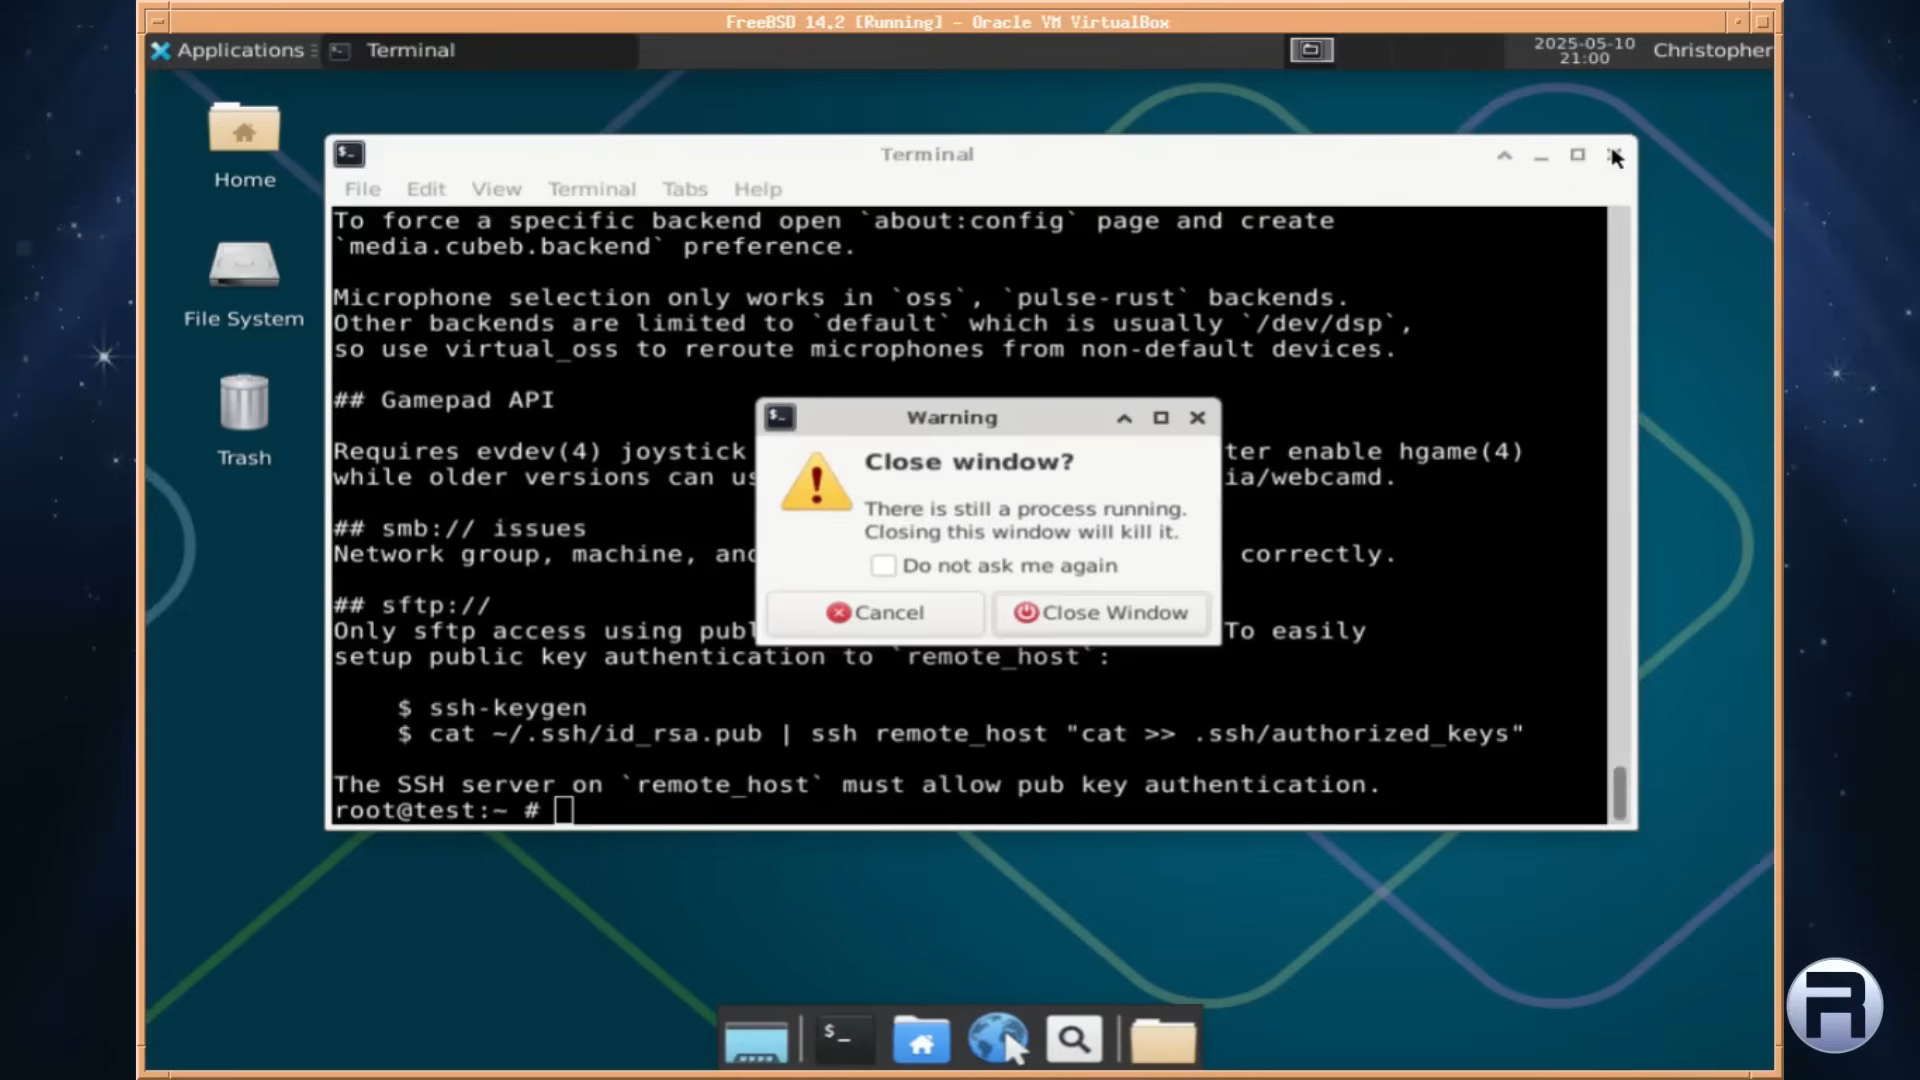 FreeBSD 14.2 [Running] - Oracle VM VirtualBox
Applications
Terminal
2025-05-10
21:00
Christopher
Home
File System
Trash
Terminal
File Edit View Terminal Tabs Help
To force a specific backend open `about:config` page and create
`media.cubeb.backend` preference.
Microphone selection only works in `oss`, `pulse-rust` backends.
Other backends are limited to `default` which is usually `/dev/dsp`,
so use virtual_oss to reroute microphones from non-default devices.
## Gamepad API
Requires evdev(4) joystick ter enable hgame(4)
while older versions can us ia/webcamd.
## smb:// issues
Network group, machine, and correctly.
## sftp://
Only sftp access using publ To easily
setup public key authentication to `remote_host`:
$ ssh-keygen
$ cat ~/.ssh/id_rsa.pub | ssh remote_host "cat >> .ssh/authorized_keys"
The SSH server on `remote_host` must allow pub key authentication.
root@test:~ #
Warning
Close window?
There is still a process running.
Closing this window will kill it.
Do not ask me again
Cancel
Close Window
$_
R